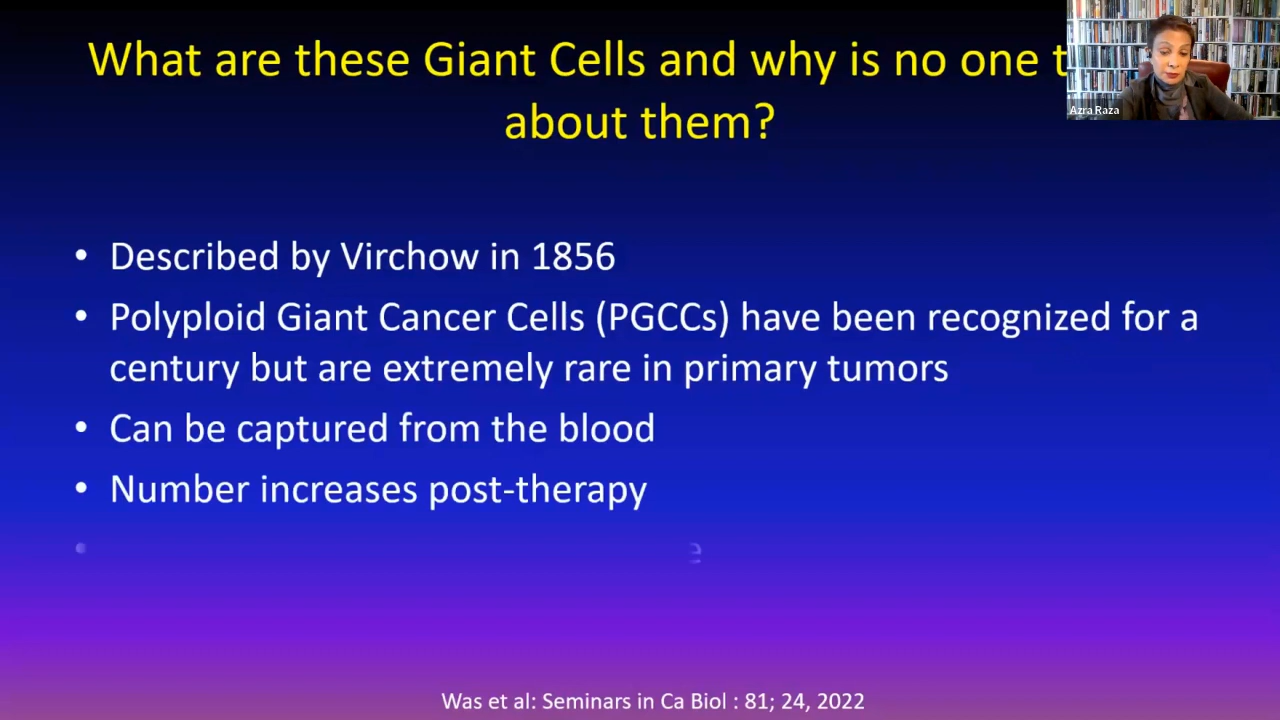 What are these Giant Cells and why is no one
about them?
Azra Raza
• Described by Virchow in 1856
• Polyploid Giant Cancer Cells (PGCCs) have been recognized for a
century but are extremely rare in primary tumors
• Can be captured from the blood
• Number increases post-therapy
Was et al: Seminars in Ca Biol : 81; 24, 2022